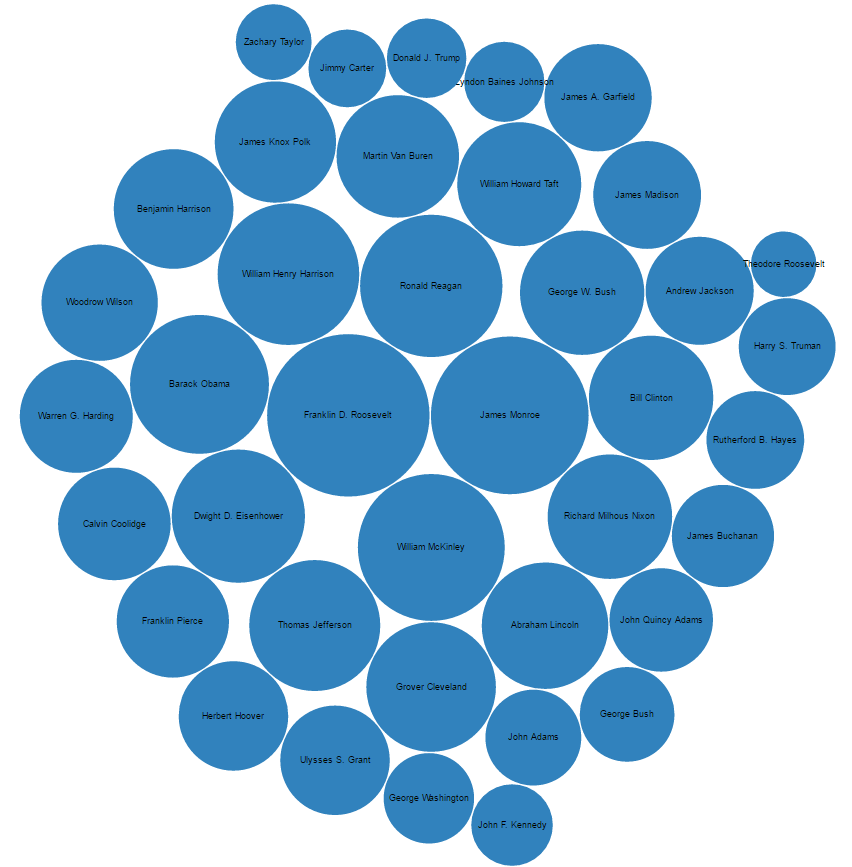 Zachary Taylor
Jimmy Carter
Donald J. Trump
Lyndon Baines Johnson
James A. Garfield
James Knox Polk
Martin Van Buren
William Howard Taft
James Madison
Benjamin Harrison
William Henry Harrison
Ronald Reagan
George W. Bush
Andrew Jackson
Theodore Roosevelt
Woodrow Wilson
Harry S. Truman
Barack Obama
Bill Clinton
Warren G. Harding
Franklin D. Roosevelt
James Monroe
Rutherford B. Hayes
Calvin Coolidge
Dwight D. Eisenhower
Richard Milhous Nixon
James Buchanan
William McKinley
Franklin Pierce
Thomas Jefferson
Abraham Lincoln
John Quincy Adams
Grover Cleveland
Herbert Hoover
George Bush
John Adams
Ulysses S. Grant
George Washington
John F. Kennedy